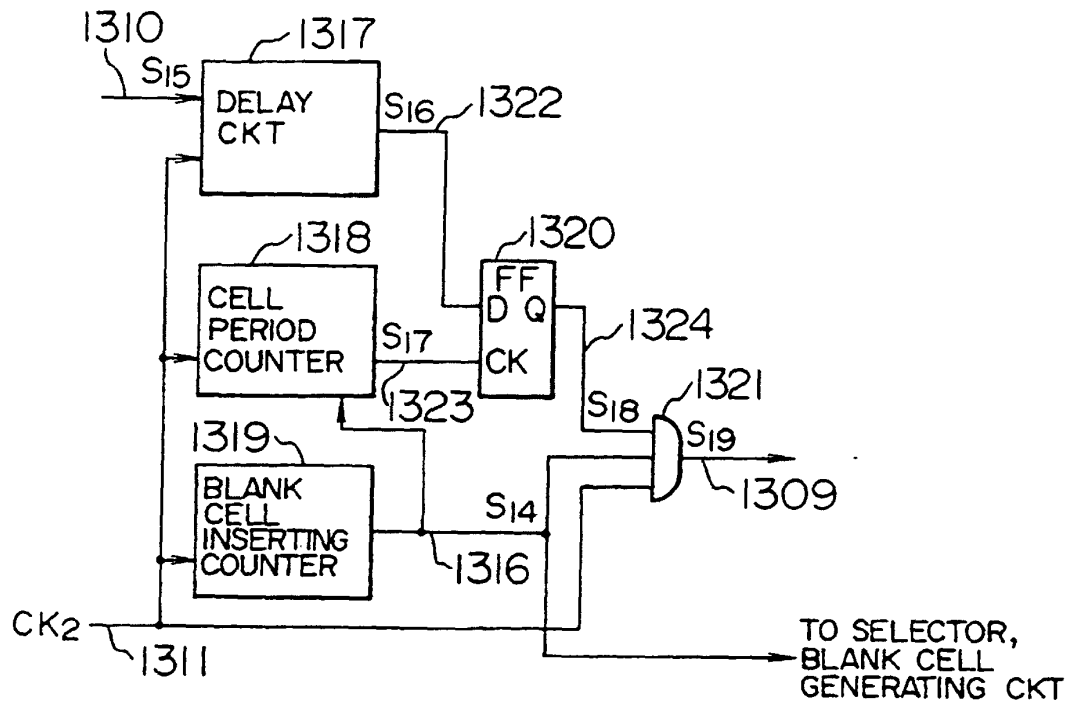 1310
1317
S15
DELAY
CKT
S16
1322
1318
1320
CELL
PERIOD
COUNTER
FF
D Q
CK
S17
1323
1324
1321
S18
S19
1309
1319
BLANK
CELL
INSERTING
COUNTER
S14
1316
CK2
1311
TO SELECTOR,
BLANK CELL
GENERATING CKT